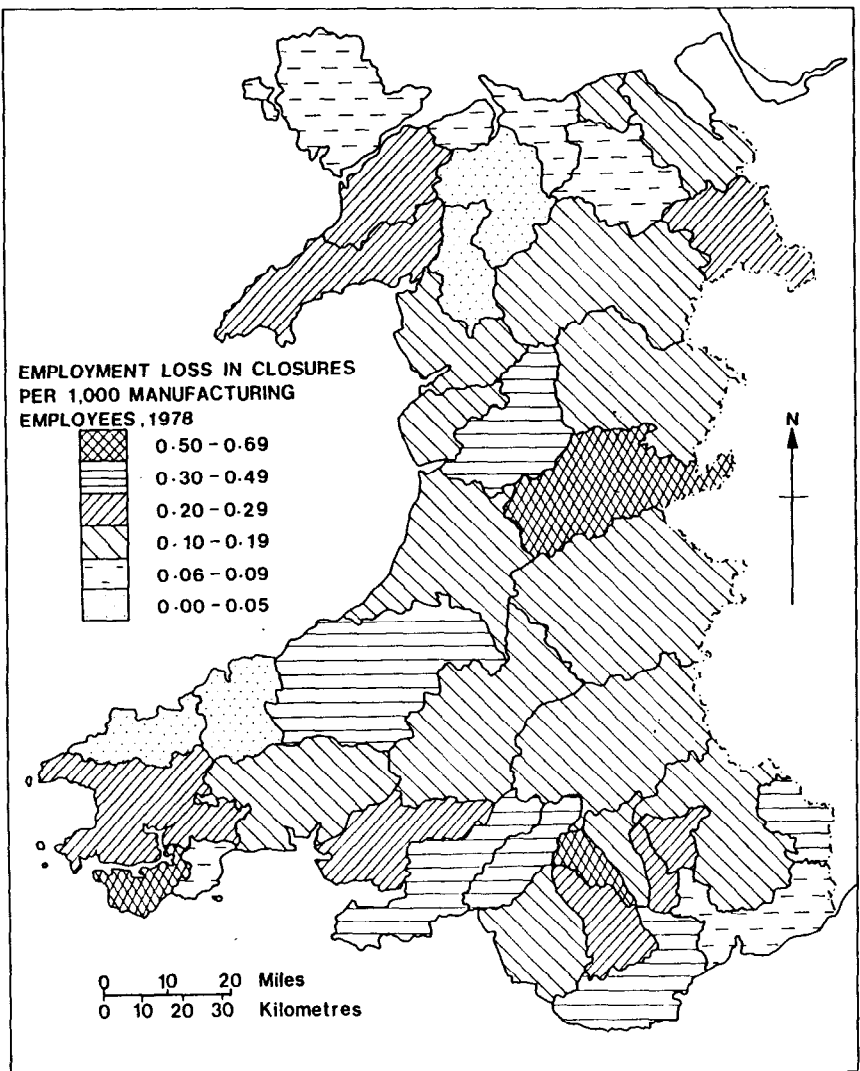 EMPLOYMENT LOSS IN CLOSURES
PER 1,000 MANUFACTURING
EMPLOYEES, 1978
0·50-0·69
0·30-0·49
0·20-0·29
0·10-0·19
0·06-0·09
0·00-0·05
N
0 10 20 Miles
0 10 20 30 Kilometres